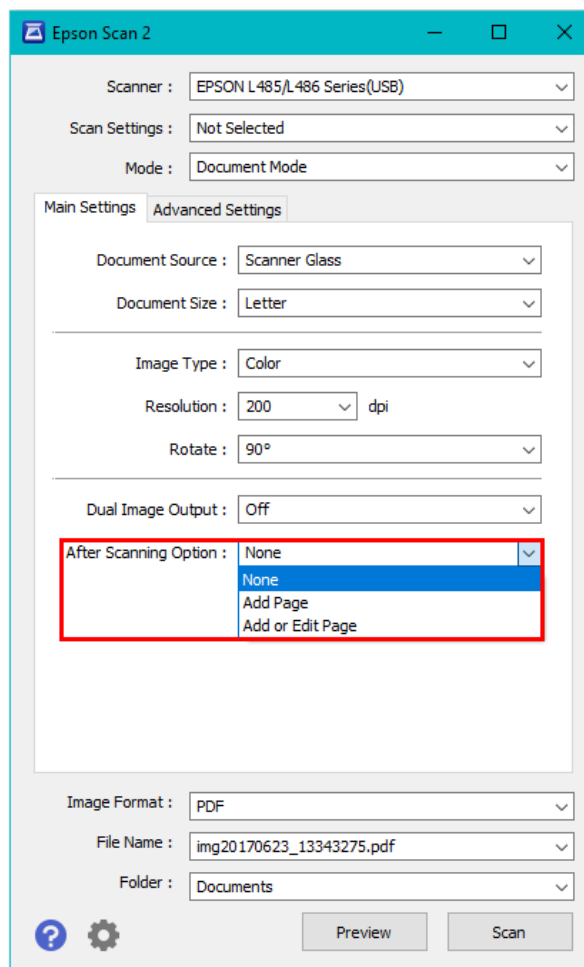 Epson Scan 2
Scanner : EPSON L485/L486 Series(USB)
Scan Settings : Not Selected
Mode : Document Mode
Main Settings Advanced Settings
Document Source : Scanner Glass
Document Size : Letter
Image Type : Color
Resolution : 200 dpi
Rotate : 90°
Dual Image Output : Off
After Scanning Option : None
None
Add Page
Add or Edit Page
Image Format : PDF
File Name : img20170623_13343275.pdf
Folder : Documents
? Preview Scan